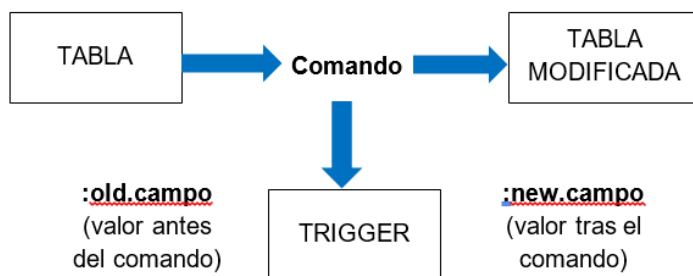 TABLA
Comando
TABLA
MODIFICADA
:old.campo
(valor antes
del comando)
TRIGGER
:new.campo
(valor tras el
comando)